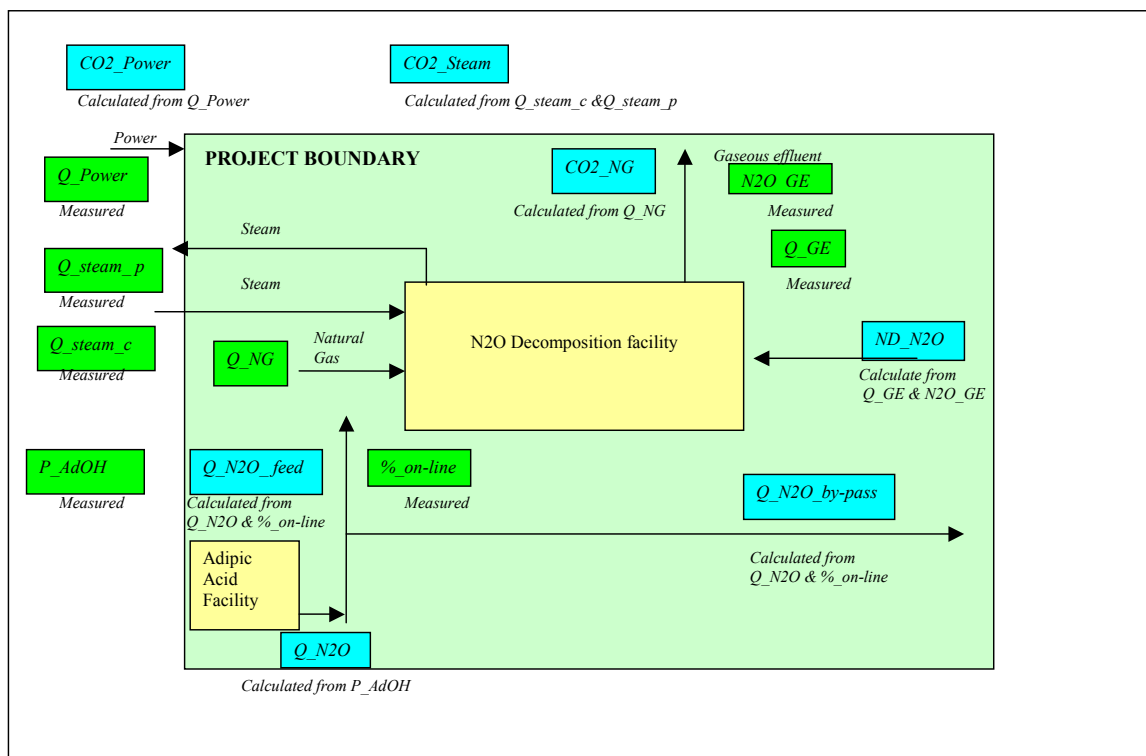 CO2_Power
Calculated from Q_Power
CO2_Steam
Calculated from Q_steam_c &Q_steam_p
Power
PROJECT BOUNDARY
Q_Power
Measured
CO2_NG
Calculated from Q_NG
Gaseous effluent
N2O_GE
Measured
Steam
Q_steam_p
Measured
Q_GE
Measured
Steam
Q_steam_c
Measured
Natural
Gas
Q_NG
N2O Decomposition facility
ND_N2O
Calculate from
Q_GE & N2O_GE
P_AdOH
Measured
Q_N2O_feed
Calculated from
Q_N2O & %_on-line
%_on-line
Measured
Q_N2O_by-pass
Calculated from
Q_N2O & %_on-line
Adipic
Acid
Facility
Q_N2O
Calculated from P_AdOH